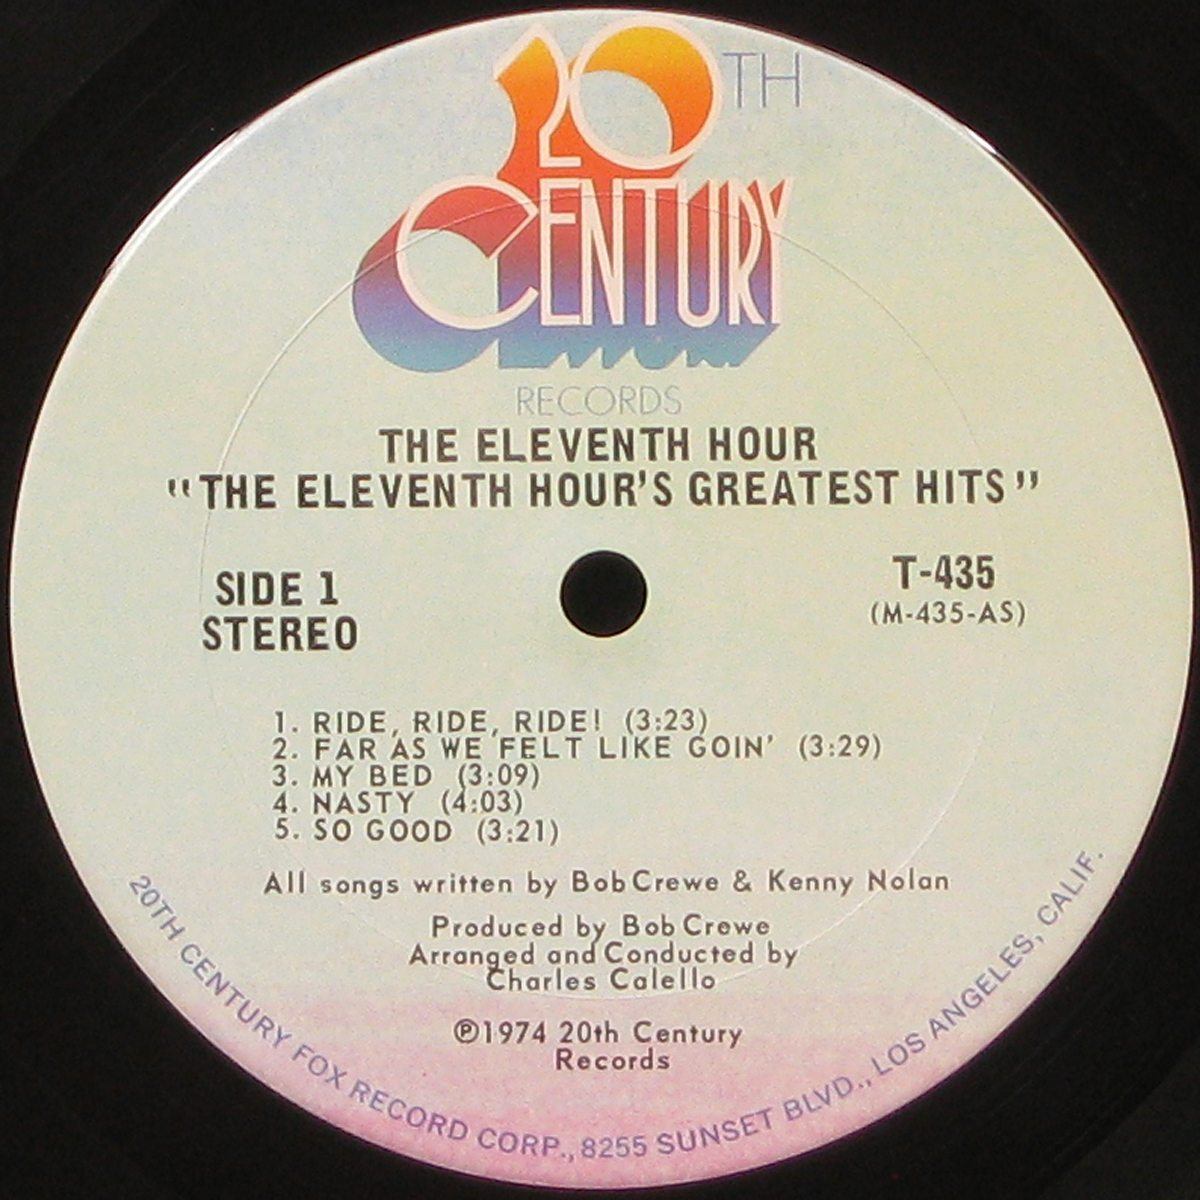 20TH
CENTURY
RECORDS
THE ELEVENTH HOUR
"THE ELEVENTH HOUR'S GREATEST HITS"
SIDE 1
STEREO
T-435
(M-435-AS)
1. RIDE, RIDE, RIDE! (3:23)
2. FAR AS WE FELT LIKE GOIN' (3:29)
3. MY BED (3:09)
4. NASTY (4:03)
5. SO GOOD (3:21)
All songs written by Bob Crewe & Kenny Nolan
Produced by Bob Crewe
Arranged and Conducted by
Charles Calello
℗1974 20th Century
Records
20TH CENTURY FOX RECORD CORP., 8255 SUNSET BLVD., LOS ANGELES, CALIF.